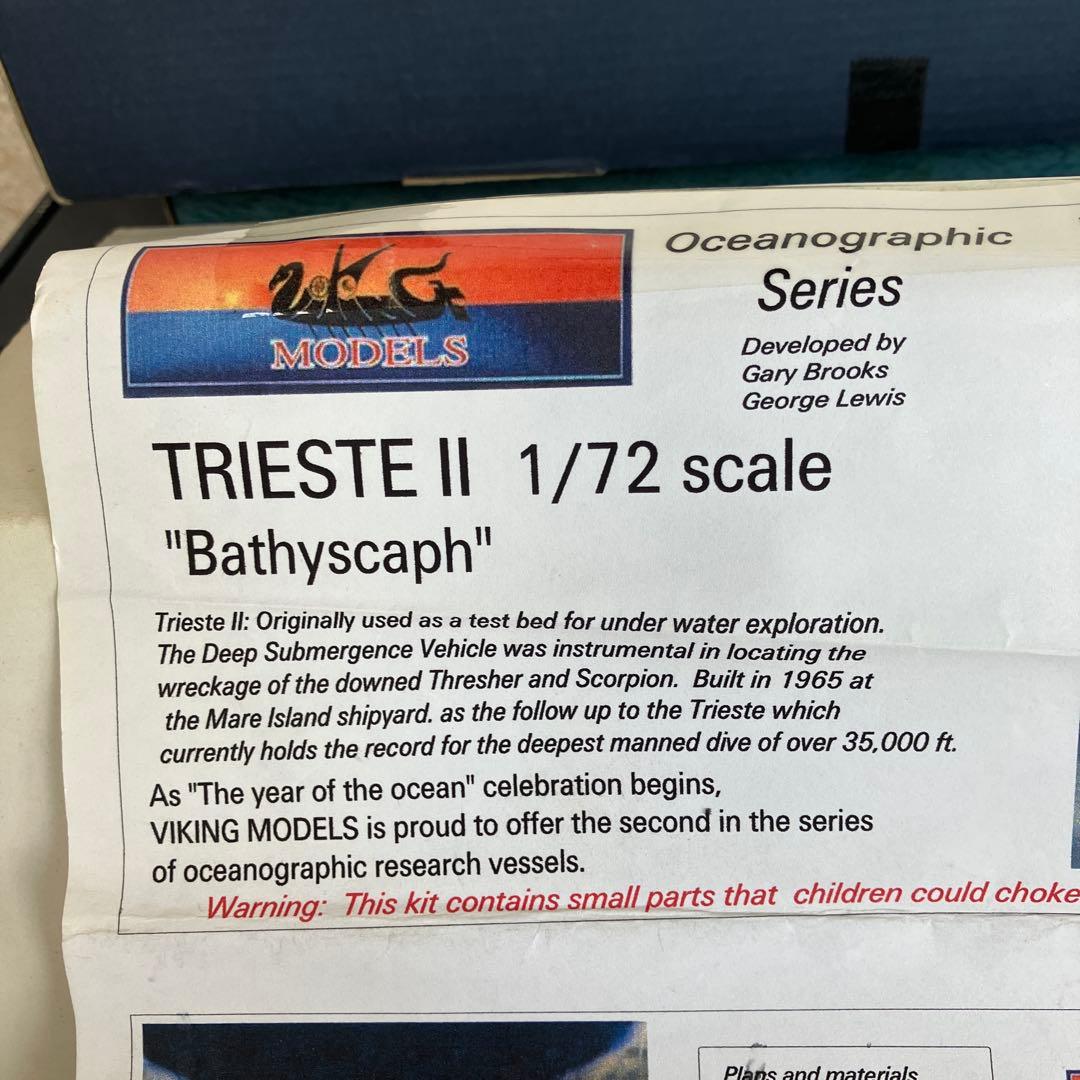 VIKING
MODELS
Oceanographic
Series
Developed by
Gary Brooks
George Lewis
TRIESTE II 1/72 scale
"Bathyscaph"
Trieste II: Originally used as a test bed for under water exploration.
The Deep Submergence Vehicle was instrumental in locating the
wreckage of the downed Thresher and Scorpion. Built in 1965 at
the Mare Island shipyard. as the follow up to the Trieste which
currently holds the record for the deepest manned dive of over 35,000 ft.
As "The year of the ocean" celebration begins,
VIKING MODELS is proud to offer the second in the series
of oceanographic research vessels.
Warning: This kit contains small parts that children could choke
Plans and materials